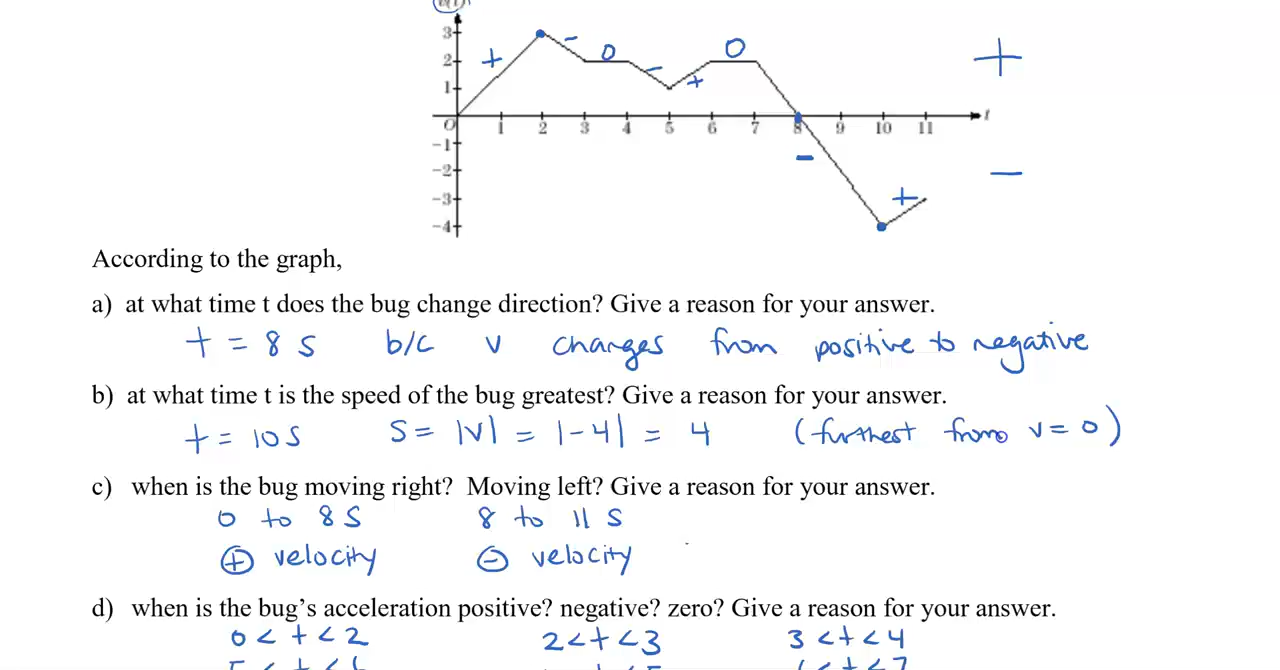 v(t)
3
+
-
0
-
+
0
+
2
1
O
1 2 3 4 5 6 7 8 9 10 11 t
-1
-
-2
-
-3
+
-4
According to the graph,
a) at what time t does the bug change direction? Give a reason for your answer.
t = 8 s b/c v changes from positive to negative
b) at what time t is the speed of the bug greatest? Give a reason for your answer.
t = 10 s s = |v| = |-4| = 4 (furthest from v = 0)
c) when is the bug moving right? Moving left? Give a reason for your answer.
0 to 8 s 8 to 11 s
⊕ velocity ⊖ velocity
d) when is the bug's acceleration positive? negative? zero? Give a reason for your answer.
0 < t < 2 2 < t < 3 3 < t < 4